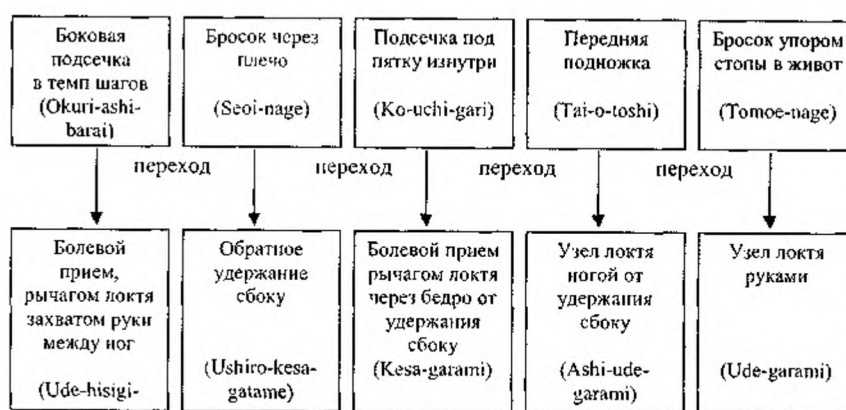 Боковая
подсечка
в темп шагов
(Okuri-ashi-
barai)
Бросок через
плечо
(Seoi-nage)
Подсечка под
пятку изнутри
(Ko-uchi-gari)
Передняя
подножка
(Tai-o-toshi)
Бросок упором
стопы в живот
(Tomoe-nage)
переход
переход
переход
переход
Болевой
прием,
рычагом локтя
захватом руки
между ног
(Ude-hisigi-
Обратное
удержание
сбоку
(Ushiro-kesa-
gatame)
Болевой прием
рычагом локтя
через бедро от
удержания
сбоку
(Kesa-garami)
Узел локтя
ногой от
удержания
сбоку
(Ashi-ude-
garami)
Узел локтя
руками
(Ude-garami)